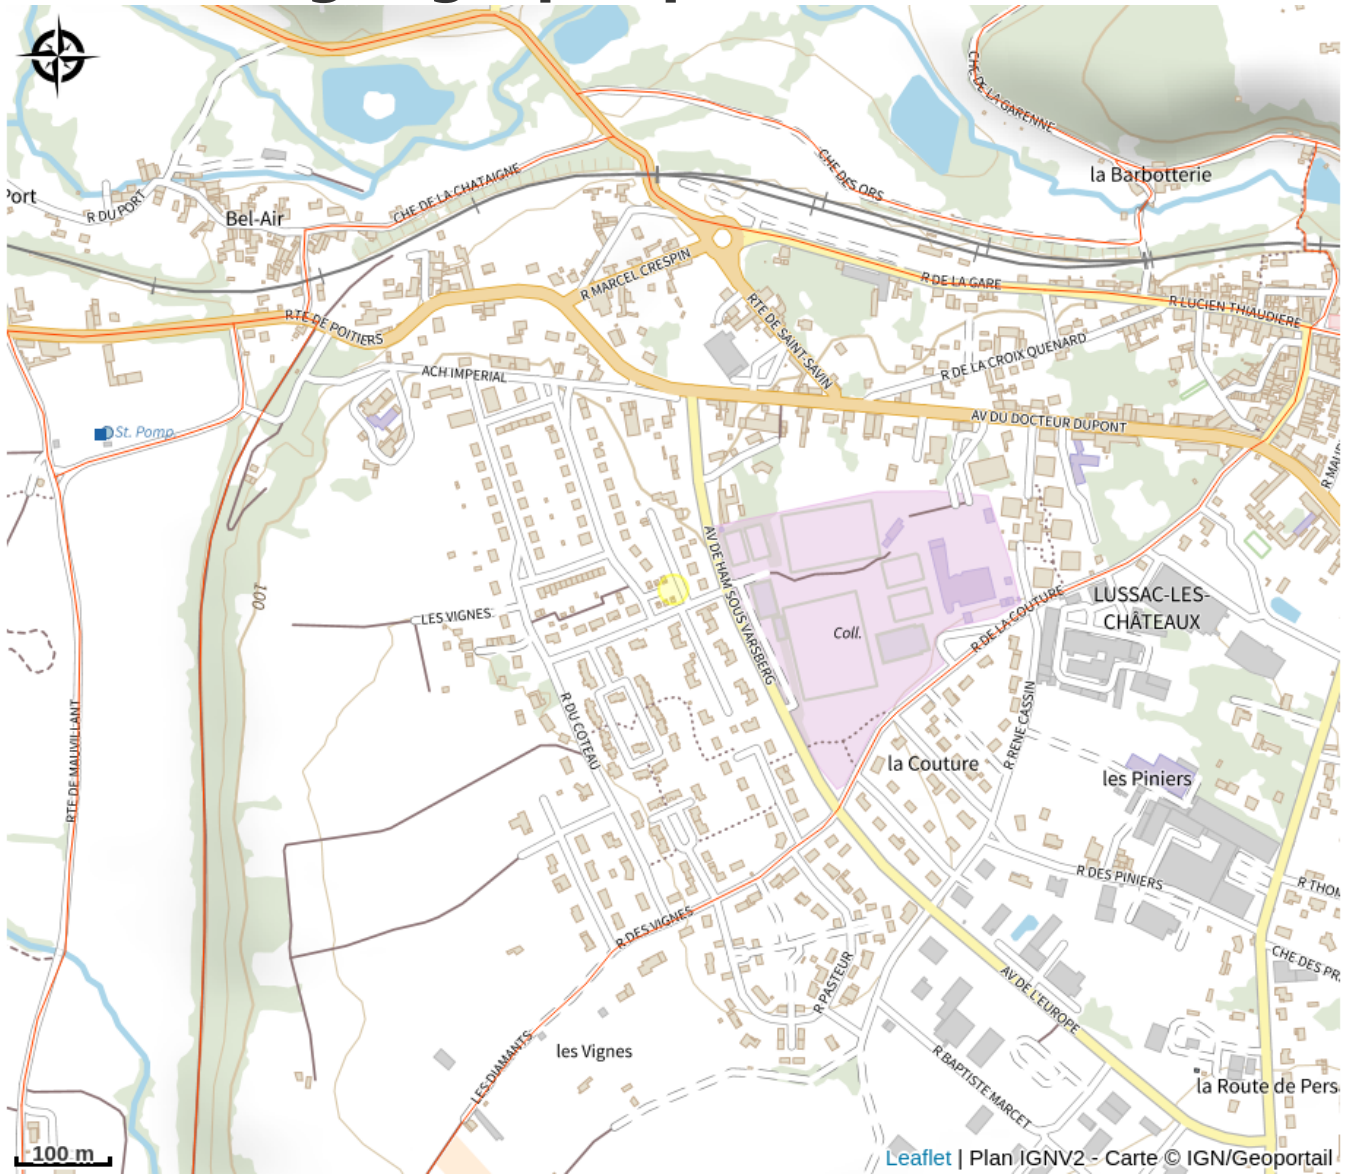 CHE DE LA GARENNE
la Barbotterie
CHE DES ORS
CHE DE LA CHATAIGNE
Port
R DU PORT
Bel-Air
R MARCEL CRESPIN
R DE LA GARE
R LUCIEN THIAUDIERE
RTE DE POITIERS
RTE DE SAINT-SAVIN
R DE LA CROIX QUENARD
ACH IMPERIAL
AV DU DOCTEUR DUPONT
St. Pomp.
R MAU
AV DE HAM SOUS VARSBERG
100
LES VIGNES
LUSSAC-LES-
CHÂTEAUX
Coll.
R DE LA COUTURE
R DU COTEAU
R RENE CASSIN
RTE DE MAUVILLANT
la Couture
les Piniers
R DES PINIERS
R THOM
R DES VIGNES
CHE DES PR
R PASTEUR
AV DE L'EUROPE
les Vignes
LES DIAMANTS
R BAPTISTE MARCET
la Route de Pers
100 m
Leaflet | Plan IGNV2 - Carte © IGN/Geoportail